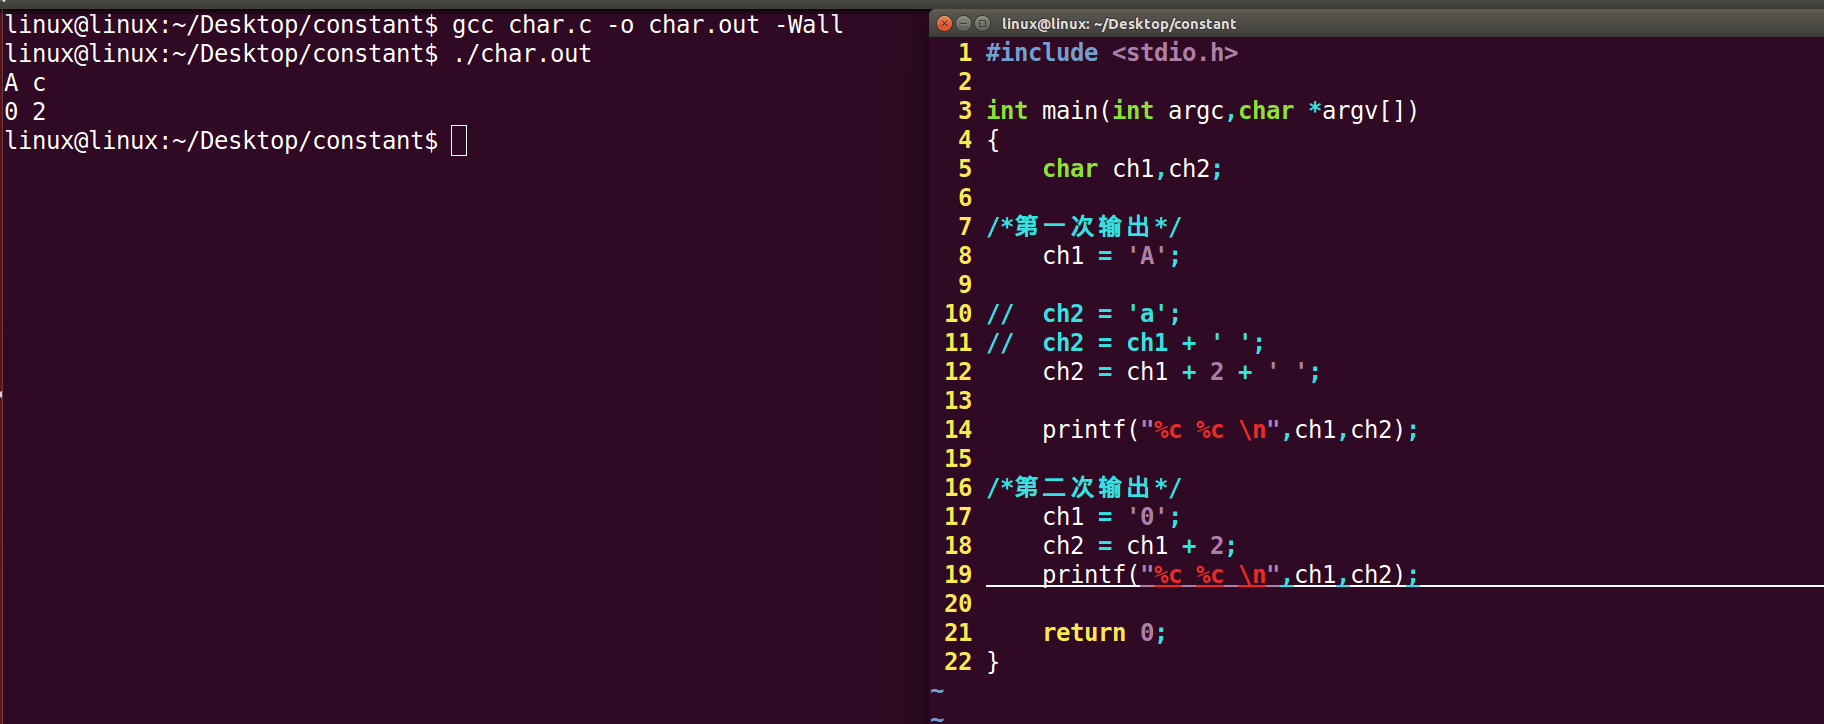 linux@linux:~/Desktop/constant$ gcc char.c -o char.out -Wall
linux@linux:~/Desktop/constant$ ./char.out
A c
0 2
linux@linux:~/Desktop/constant$
linux@linux: ~/Desktop/constant
1 #include <stdio.h>
2
3 int main(int argc,char *argv[])
4 {
5     char ch1,ch2;
6
7 /*第一次输出*/
8     ch1 = 'A';
9
10 //  ch2 = 'a';
11 //  ch2 = ch1 + ' ';
12     ch2 = ch1 + 2 + ' ';
13
14     printf("%c %c \n",ch1,ch2);
15
16 /*第二次输出*/
17     ch1 = '0';
18     ch2 = ch1 + 2;
19     printf("%c %c \n",ch1,ch2);
20
21     return 0;
22 }
~
~